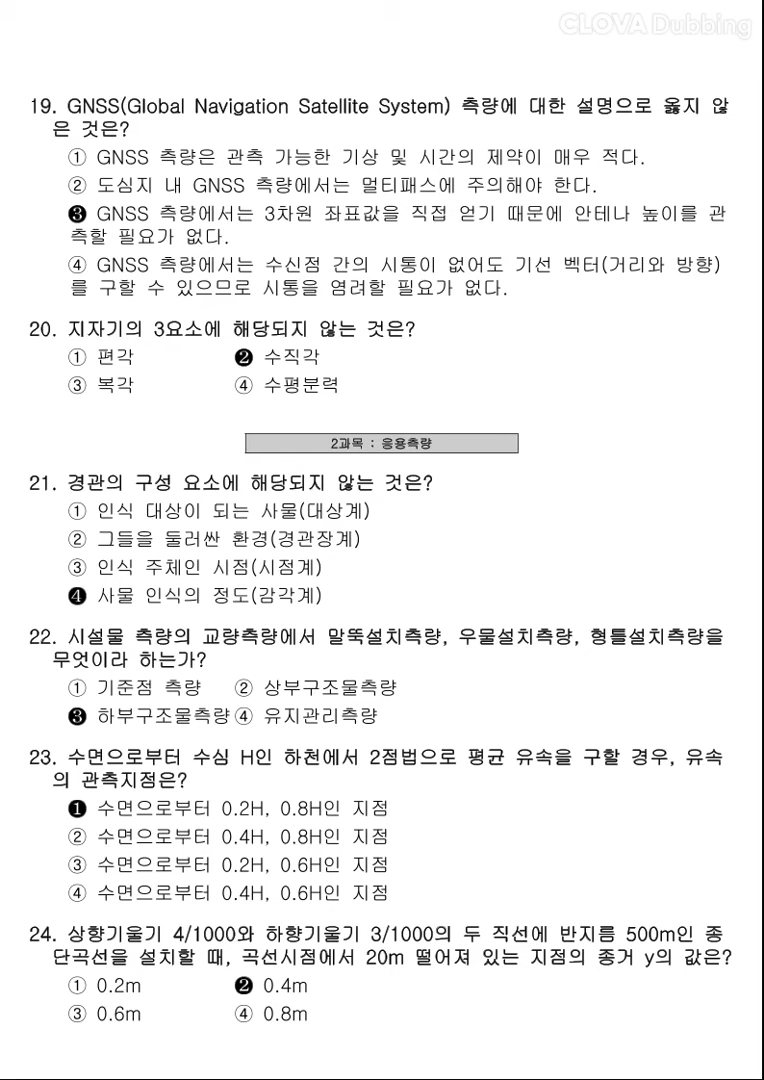 CLOVA Dubbing
19. GNSS(Global Navigation Satellite System) 측량에 대한 설명으로 옳지 않
은 것은?
① GNSS 측량은 관측 가능한 기상 및 시간의 제약이 매우 적다.
② 도심지 내 GNSS 측량에서는 멀티패스에 주의해야 한다.
❸ GNSS 측량에서는 3차원 좌표값을 직접 얻기 때문에 안테나 높이를 관
측할 필요가 없다.
④ GNSS 측량에서는 수신점 간의 시통이 없어도 기선 벡터(거리와 방향)
를 구할 수 있으므로 시통을 염려할 필요가 없다.
20. 지자기의 3요소에 해당되지 않는 것은?
① 편각 ❷ 수직각
③ 복각 ④ 수평분력
2과목 : 응용측량
21. 경관의 구성 요소에 해당되지 않는 것은?
① 인식 대상이 되는 사물(대상계)
② 그들을 둘러싼 환경(경관장계)
③ 인식 주체인 시점(시점계)
❹ 사물 인식의 정도(감각계)
22. 시설물 측량의 교량측량에서 말뚝설치측량, 우물설치측량, 형틀설치측량을
무엇이라 하는가?
① 기준점 측량 ② 상부구조물측량
❸ 하부구조물측량 ④ 유지관리측량
23. 수면으로부터 수심 H인 하천에서 2점법으로 평균 유속을 구할 경우, 유속
의 관측지점은?
❶ 수면으로부터 0.2H, 0.8H인 지점
② 수면으로부터 0.4H, 0.8H인 지점
③ 수면으로부터 0.2H, 0.6H인 지점
④ 수면으로부터 0.4H, 0.6H인 지점
24. 상향기울기 4/1000와 하향기울기 3/1000의 두 직선에 반지름 500m인 종
단곡선을 설치할 때, 곡선시점에서 20m 떨어져 있는 지점의 종거 y의 값은?
① 0.2m ❷ 0.4m
③ 0.6m ④ 0.8m